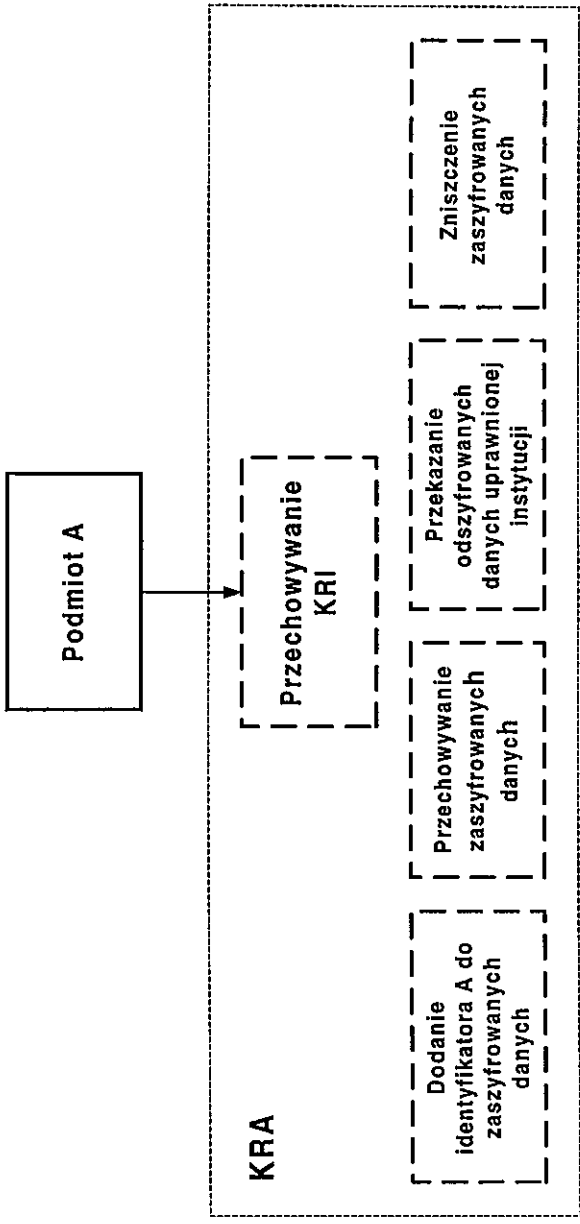 Podmiot A
KRA
Przechowywanie
KRI
Dodanie
identyfikatora A do
zaszyfrowanych
danych
Przechowywanie
zaszyfrowanych
danych
Przekazanie
odszyfrowanych
danych uprawnionej
instytucji
Zniszczenie
zaszyfrowanych
danych